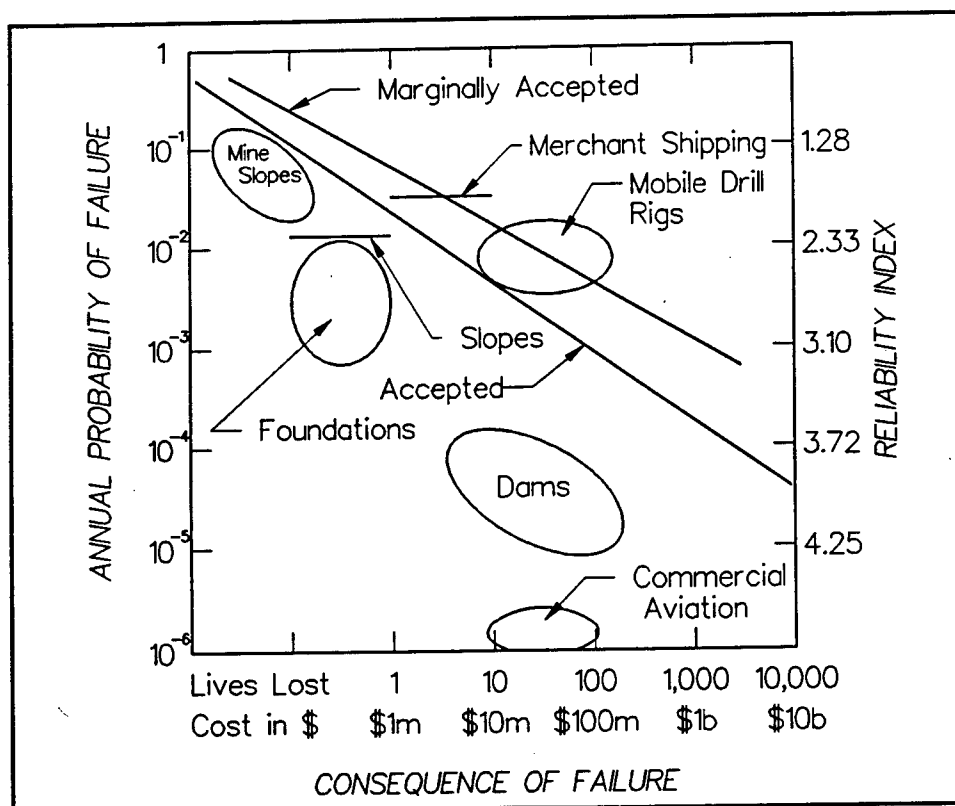 1
Marginally Accepted
10⁻¹
Mine
Slopes
Merchant Shipping
1.28
Mobile Drill
Rigs
10⁻²
2.33
10⁻³
Slopes
3.10
Accepted
Foundations
10⁻⁴
3.72
Dams
10⁻⁵
4.25
Commercial
Aviation
10⁻⁶
ANNUAL PROBABILITY OF FAILURE
RELIABILITY INDEX
Lives Lost 1 10 100 1,000 10,000
Cost in $ $1m $10m $100m $1b $10b
CONSEQUENCE OF FAILURE